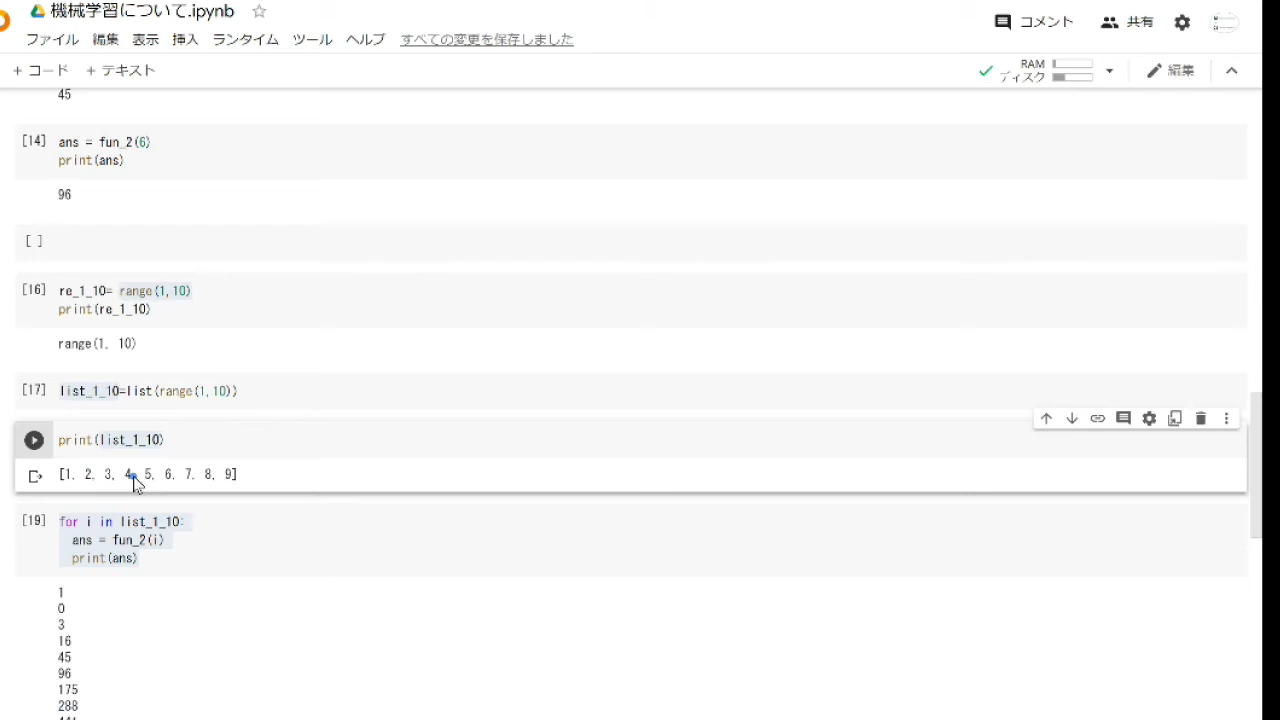 機械学習について.ipynb
コメント 共有
ファイル 編集 表示 挿入 ランタイム ツール ヘルプ すべての変更を保存しました
+ コード + テキスト RAM ディスク 編集
45
[14] ans = fun_2(6)
print(ans)
96
[ ]
[16] re_1_10= range(1,10)
print(re_1_10)
range(1, 10)
[17] list_1_10=list(range(1,10))
print(list_1_10)
[1, 2, 3, 4, 5, 6, 7, 8, 9]
[19] for i in list_1_10:
ans = fun_2(i)
print(ans)
1
0
3
16
45
96
175
288